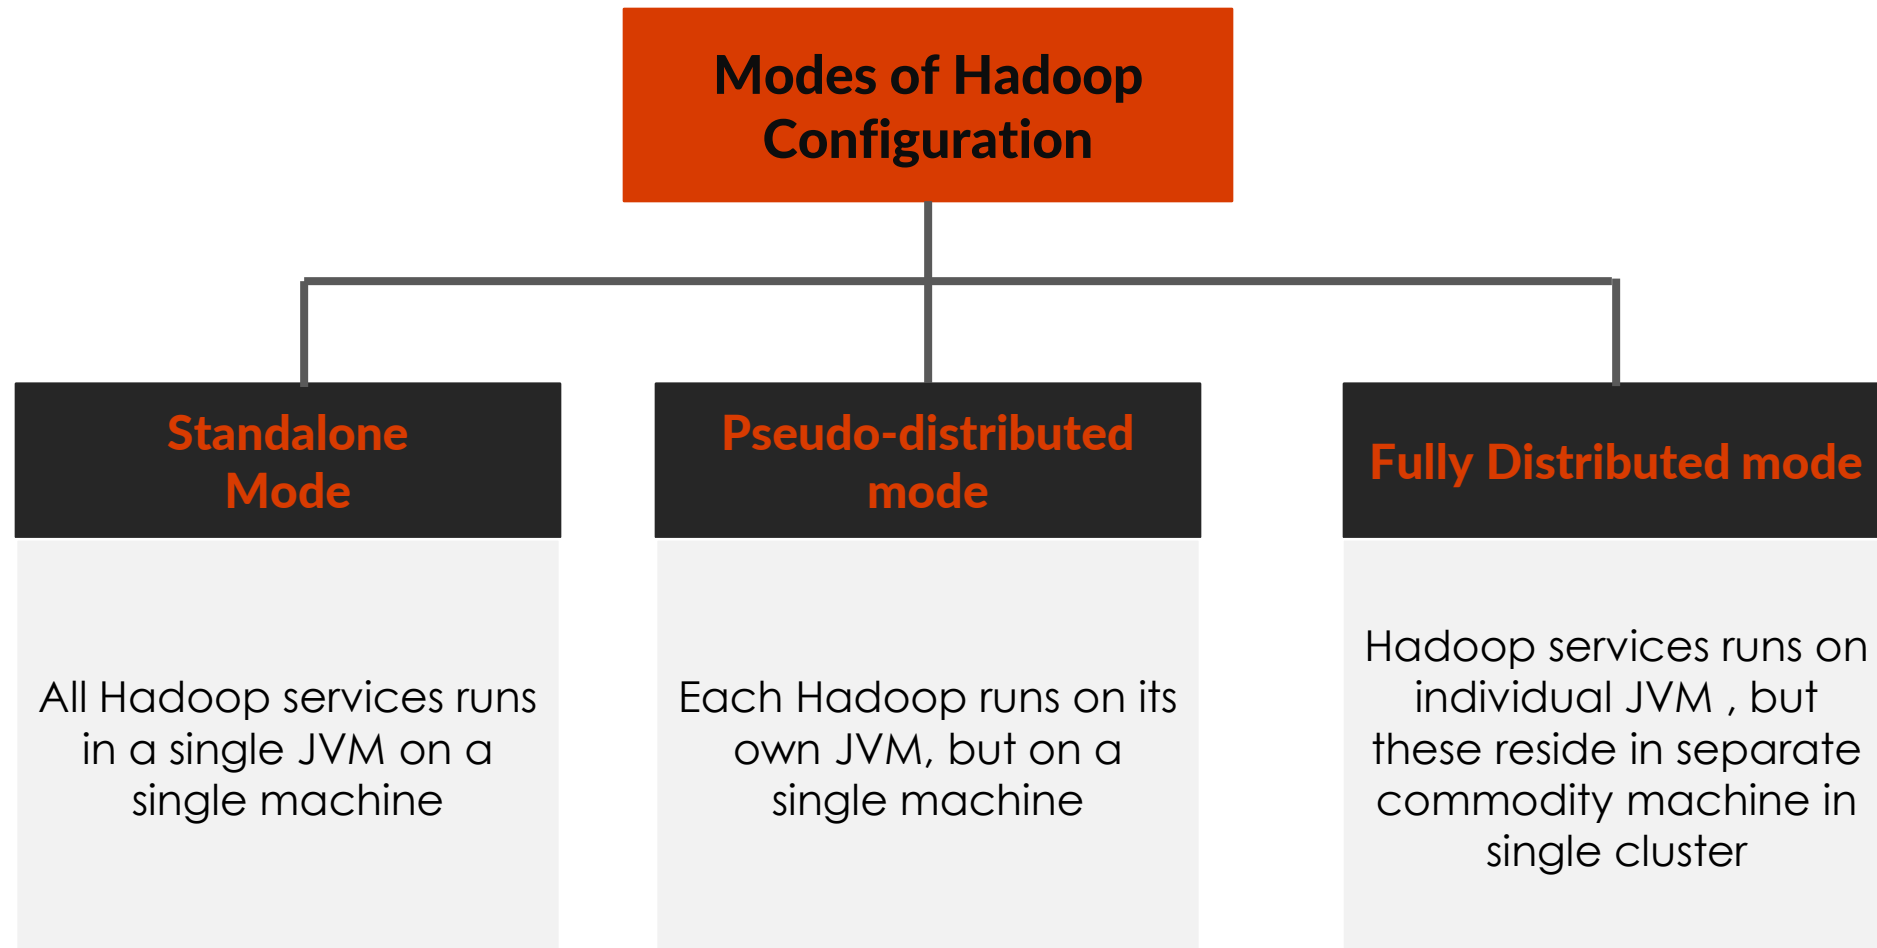 Modes of Hadoop
Configuration
Standalone
Mode
All Hadoop services runs
in a single JVM on a
single machine
Pseudo-distributed
mode
Each Hadoop runs on its
own JVM, but on a
single machine
Fully Distributed mode
Hadoop services runs on
individual JVM , but
these reside in separate
commodity machine in
single cluster